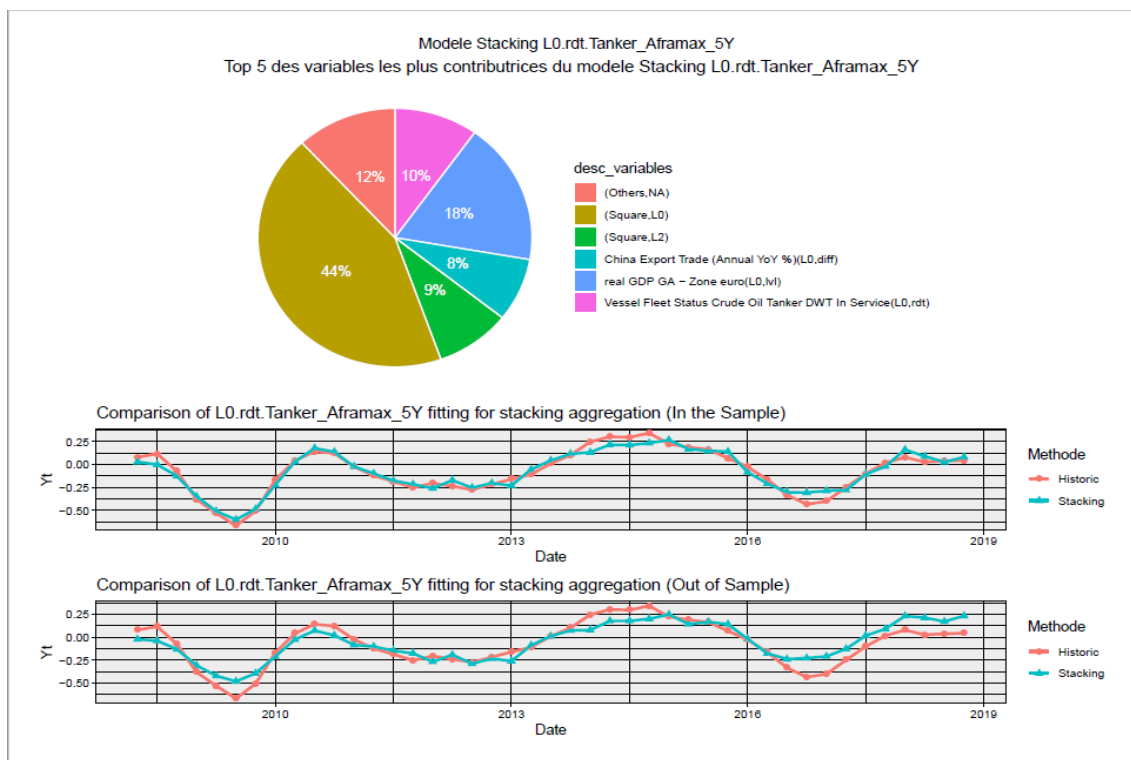 Modele Stacking L0.rdt.Tanker_Aframax_5Y
Top 5 des variables les plus contributrices du modele Stacking L0.rdt.Tanker_Aframax_5Y
12%
10%
18%
44%
8%
9%
desc_variables
(Others,NA)
(Square,L0)
(Square,L2)
China Export Trade (Annual YoY %)(L0,diff)
real GDP GA − Zone euro(L0,lvl)
Vessel Fleet Status Crude Oil Tanker DWT In Service(L0,rdt)
Comparison of L0.rdt.Tanker_Aframax_5Y fitting for stacking aggregation (In the Sample)
Yt
0.25
0.00
−0.25
−0.50
2010
2013
2016
2019
Date
Methode
Historic
Stacking
Comparison of L0.rdt.Tanker_Aframax_5Y fitting for stacking aggregation (Out of Sample)
Yt
0.25
0.00
−0.25
−0.50
2010
2013
2016
2019
Date
Methode
Historic
Stacking